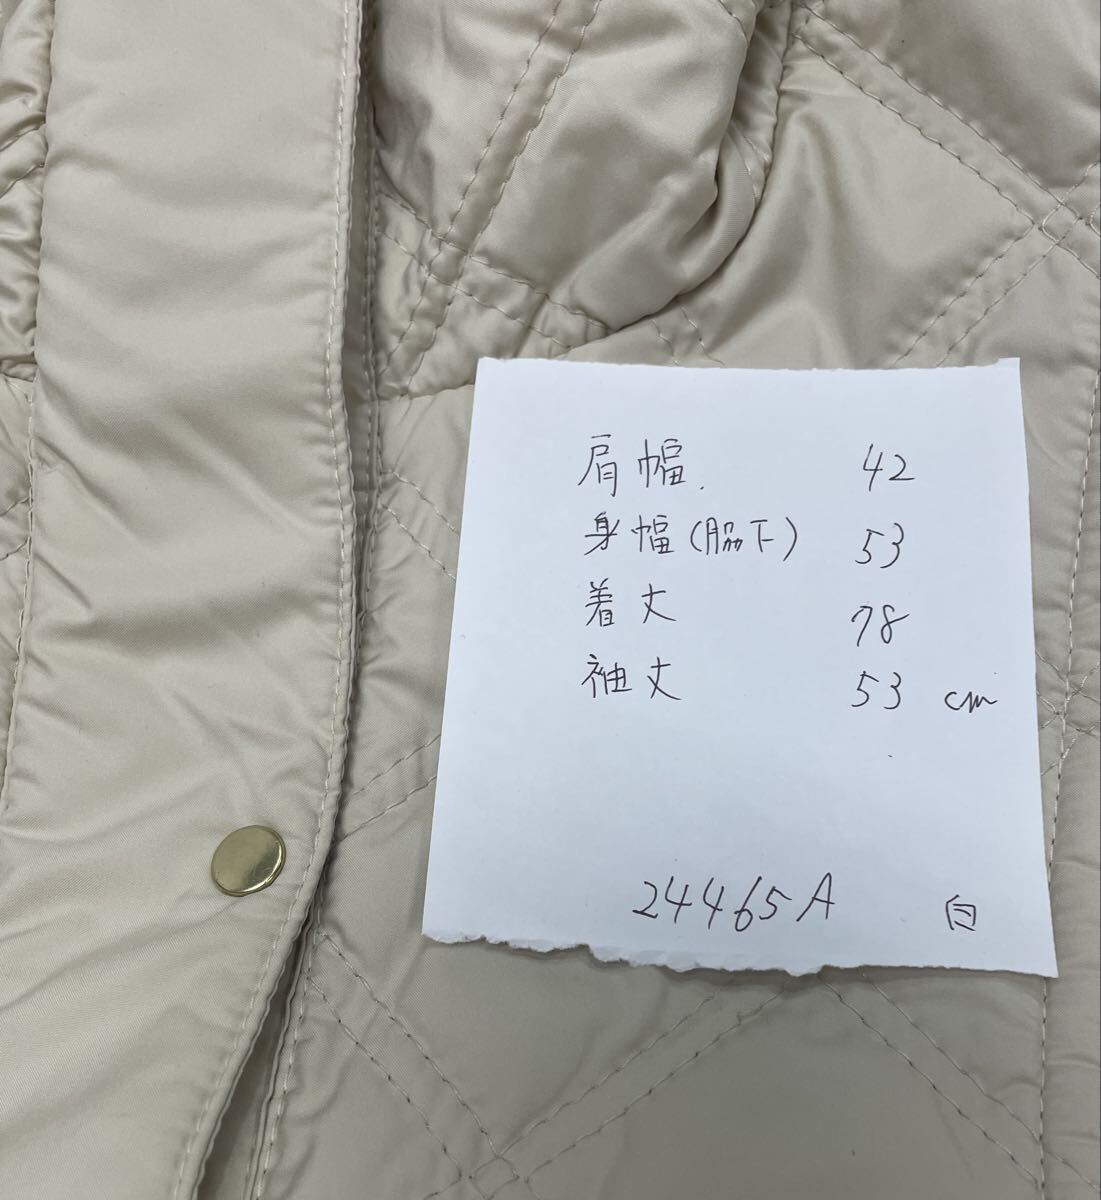 肩幅. 42
身幅(脇下) 53
着丈 78
袖丈 53 cm
24465A 白